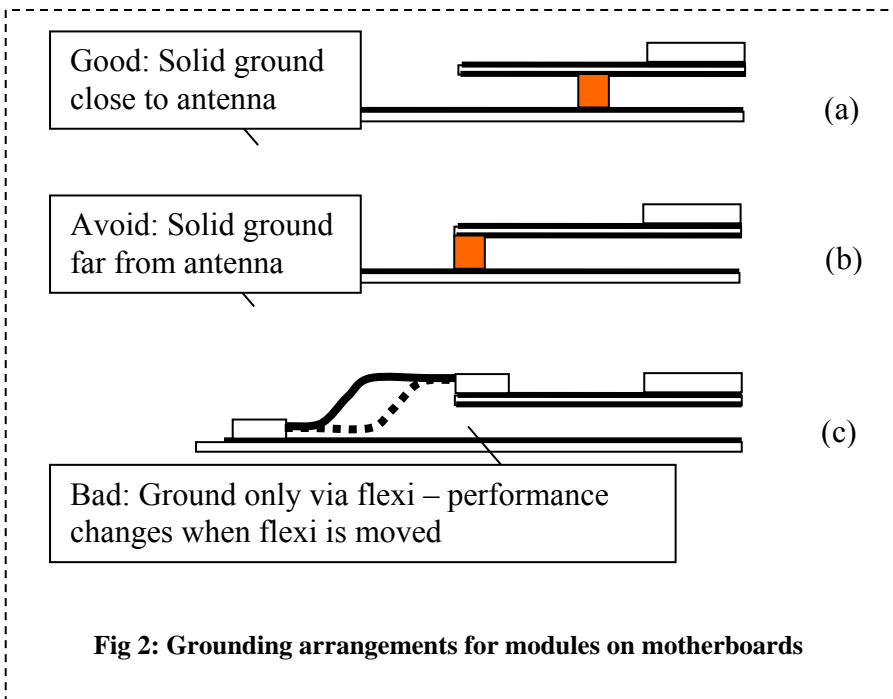 Good: Solid ground
close to antenna
(a)
Avoid: Solid ground
far from antenna
(b)
(c)
Bad: Ground only via flexi – performance
changes when flexi is moved
Fig 2: Grounding arrangements for modules on motherboards